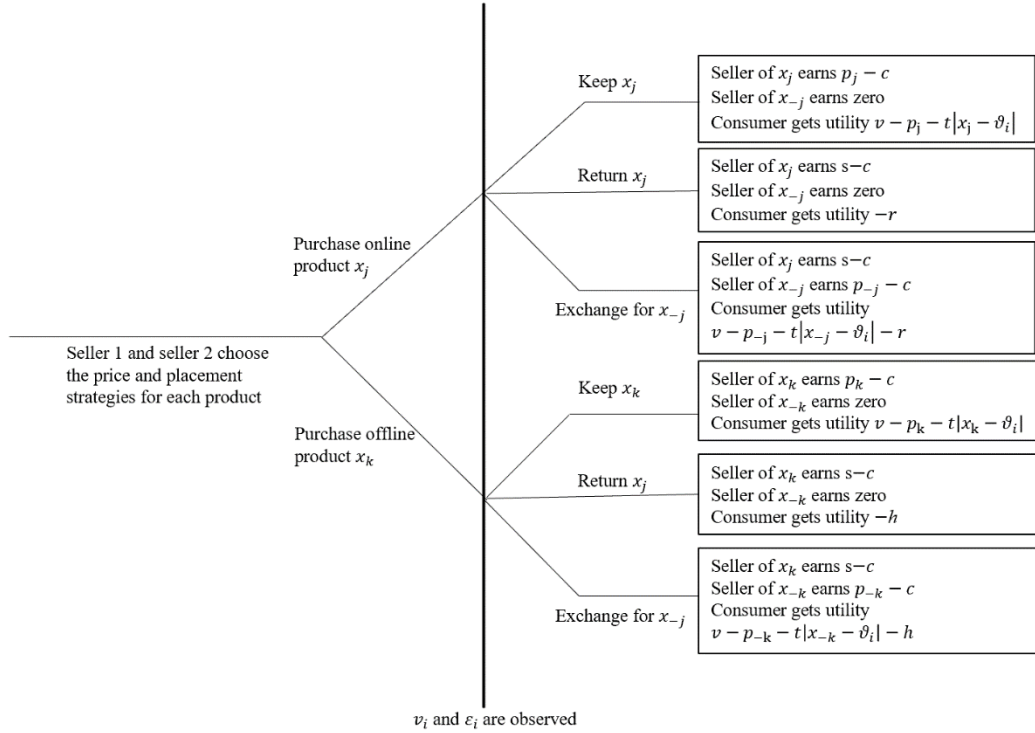 Keep x_j
Seller of x_j earns p_j − c
Seller of x_{−j} earns zero
Consumer gets utility v − p_j − t|x_j − ϑ_i|
Return x_j
Seller of x_j earns s−c
Seller of x_{−j} earns zero
Consumer gets utility −r
Purchase online
product x_j
Exchange for x_{−j}
Seller of x_j earns s−c
Seller of x_{−j} earns p_{−j} − c
Consumer gets utility
v − p_{−j} − t|x_{−j} − ϑ_i| − r
Seller 1 and seller 2 choose
the price and placement
strategies for each product
Keep x_k
Seller of x_k earns p_k − c
Seller of x_{−k} earns zero
Consumer gets utility v − p_k − t|x_k − ϑ_i|
Purchase offline
product x_k
Return x_j
Seller of x_k earns s−c
Seller of x_{−k} earns zero
Consumer gets utility −h
Exchange for x_{−j}
Seller of x_k earns s−c
Seller of x_{−k} earns p_{−k} − c
Consumer gets utility
v − p_{−k} − t|x_{−k} − ϑ_i| − h
v_i and ε_i are observed